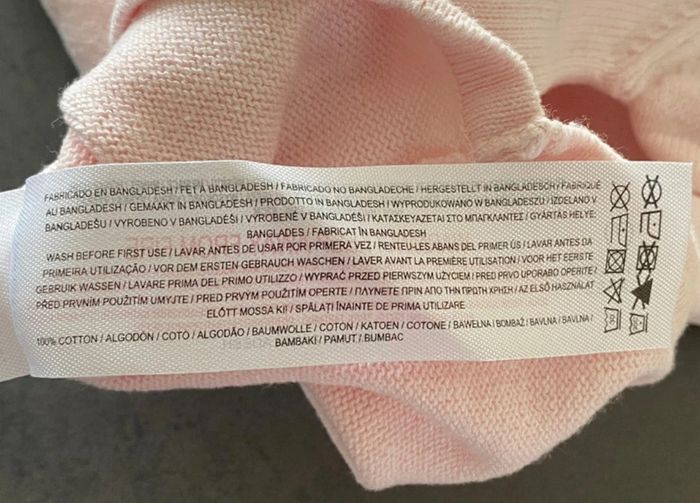 FABRICADO EN BANGLADESH / FET A BANGLADESH / FABRICADO NO BANGLADECHE / HERGESTELLT IN BANGLADESCH / FABRIQUÉ
AU BANGLADESH / GEMAAKT IN BANGLADESH / PRODOTTO IN BANGLADESH / WYPRODUKOWANO W BANGLADESZU / IZDELANO V
BANGLADEŠU / VYROBENO V BANGLADÉŠI / VYROBENÉ V BANGLADÉŠI / ΚΑΤΑΣΚΕΥΑΖΕΤΑΙ ΣΤΟ ΜΠΑΓΚΛΑΝΤΕΣ / GYÁRTÁS HELYE:
BANGLADES / FABRICAT ÎN BANGLADESH
WASH BEFORE FIRST USE / LAVAR ANTES DE USAR POR PRIMERA VEZ / RENTEU-LES ABANS DEL PRIMER ÚS / LAVAR ANTES DA
PRIMEIRA UTILIZAÇÃO / VOR DEM ERSTEN GEBRAUCH WASCHEN / LAVER AVANT LA PREMIÈRE UTILISATION / VOOR HET EERSTE
GEBRUIK WASSEN / LAVARE PRIMA DEL PRIMO UTILIZZO / WYPRAĆ PRZED PIERWSZYM UŻYCIEM / PRED PRVO UPORABO OPERITE /
PŘED PRVNÍM POUŽITÍM UMYJTE / PRED PRVÝM POUŽITÍM OPERTE / ΠΛΥΝΕΤΕ ΠΡΙΝ ΑΠΟ ΤΗΝ ΠΡΩΤΗ ΧΡΗΣΗ / AZ ELSŐ HASZNÁLAT
ELŐTT MOSSA KI! / SPĂLAȚI ÎNAINTE DE PRIMA UTILIZARE
100% COTTON / ALGODÓN / COTÓ / ALGODÃO / BAUMWOLLE / COTON / KATOEN / COTONE / BAWEŁNA / BOMBAŽ / BAVLNA / BAVLNA /
BAMBAKI / PAMUT / BUMBAC